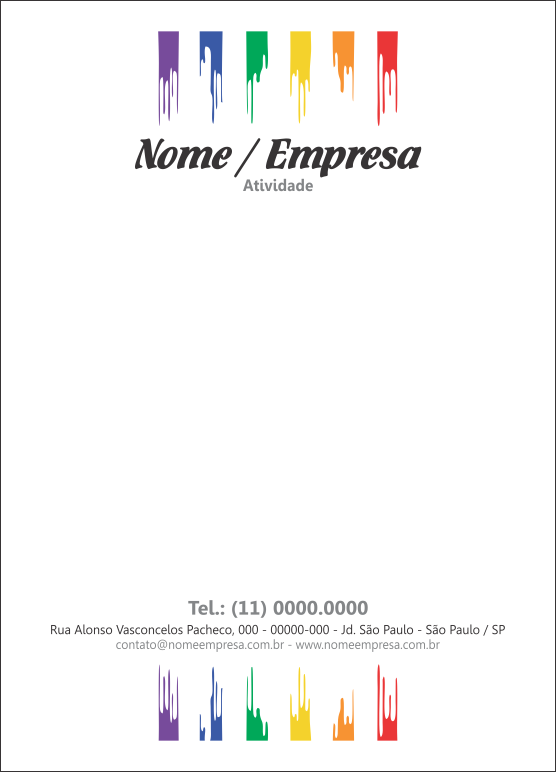 Nome / Empresa
Atividade
Tel.: (11) 0000.0000
Rua Alonso Vasconcelos Pacheco, 000 - 00000-000 - Jd. São Paulo - São Paulo / SP
contato@nomeempresa.com.br - www.nomeempresa.com.br